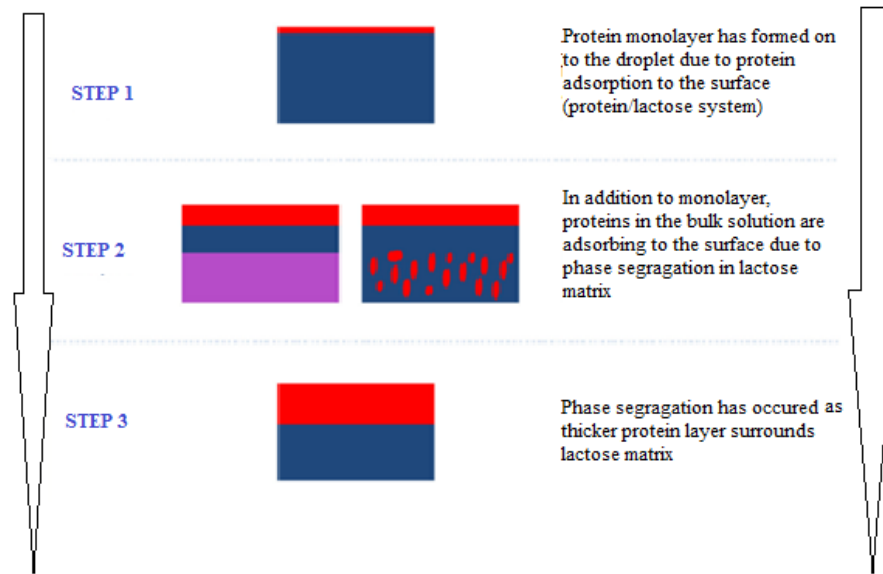 STEP 1
Protein monolayer has formed on
to the droplet due to protein
adsorption to the surface
(protein/lactose system)
STEP 2
In addition to monolayer,
proteins in the bulk solution are
adsorbing to the surface due to
phase segragation in lactose
matrix
STEP 3
Phase segragation has occured as
thicker protein layer surrounds
lactose matrix